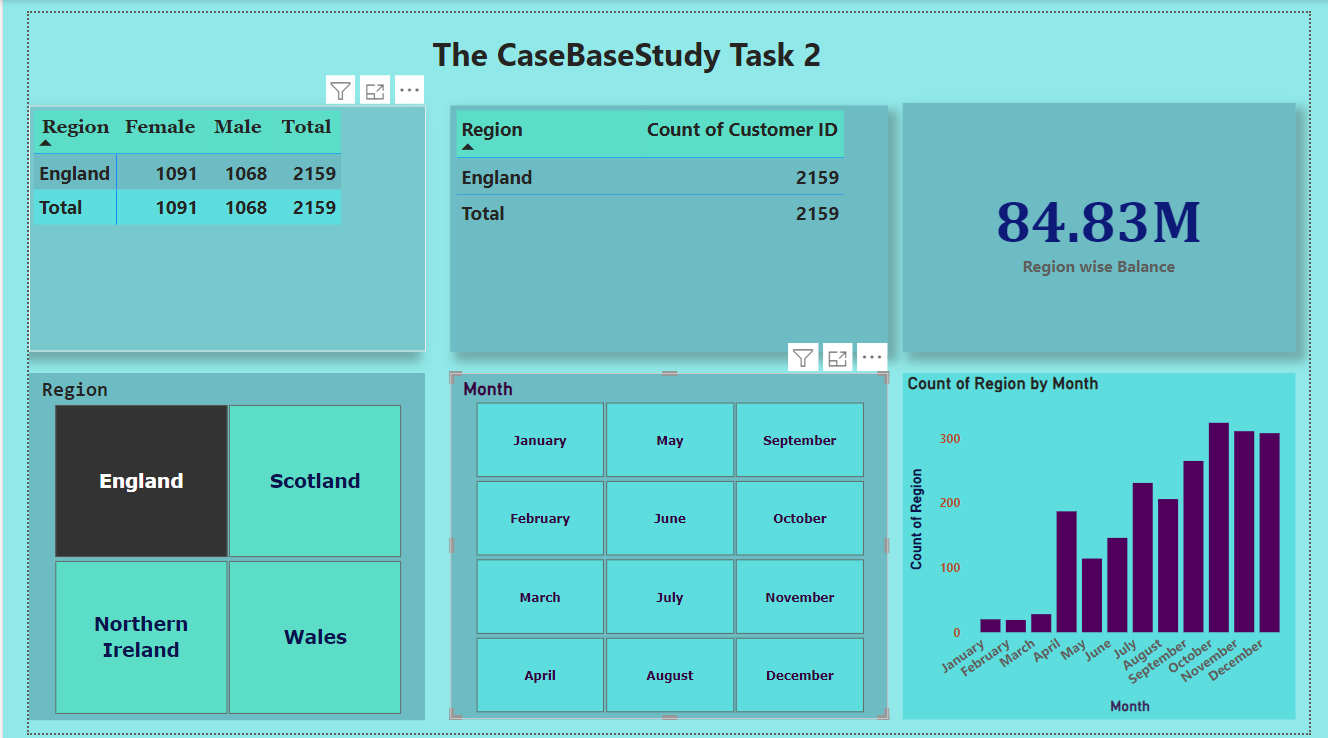 The CaseBaseStudy Task 2
Region Female Male Total
England 1091 1068 2159
Total 1091 1068 2159
Region Count of Customer ID
England 2159
Total 2159
84.83M
Region wise Balance
Region
England Scotland
Northern
Ireland
Wales
Month
January May September
February June October
March July November
April August December
Count of Region by Month
Count of Region
300
200
100
0
January February March April May June July August September October November December
Month